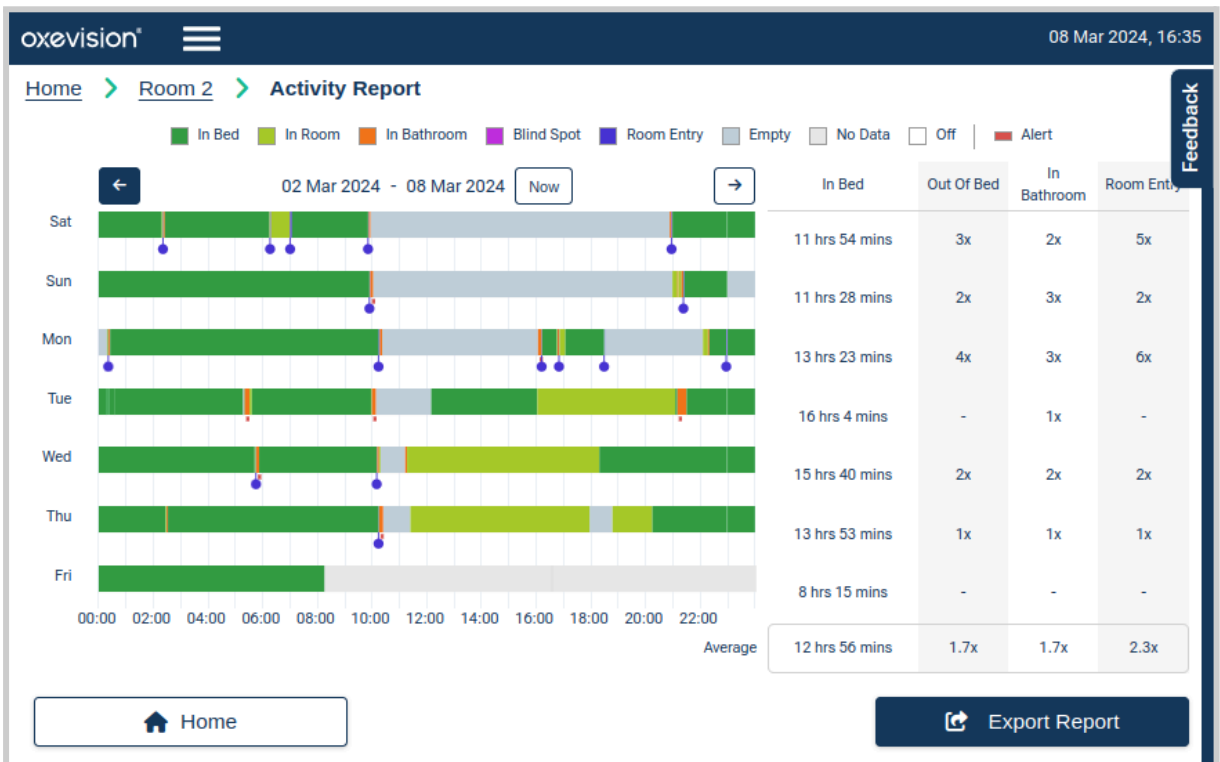 oxevision® 08 Mar 2024, 16:35
Home Room 2 Activity Report
Feedback
In Bed In Room In Bathroom Blind Spot Room Entry Empty No Data Off Alert
02 Mar 2024 - 08 Mar 2024 Now
In Bed Out Of Bed In Bathroom Room Entry
Sat 11 hrs 54 mins 3x 2x 5x
Sun 11 hrs 28 mins 2x 3x 2x
Mon 13 hrs 23 mins 4x 3x 6x
Tue 16 hrs 4 mins - 1x -
Wed 15 hrs 40 mins 2x 2x 2x
Thu 13 hrs 53 mins 1x 1x 1x
Fri 8 hrs 15 mins - - -
00:00 02:00 04:00 06:00 08:00 10:00 12:00 14:00 16:00 18:00 20:00 22:00
Average 12 hrs 56 mins 1.7x 1.7x 2.3x
Home Export Report